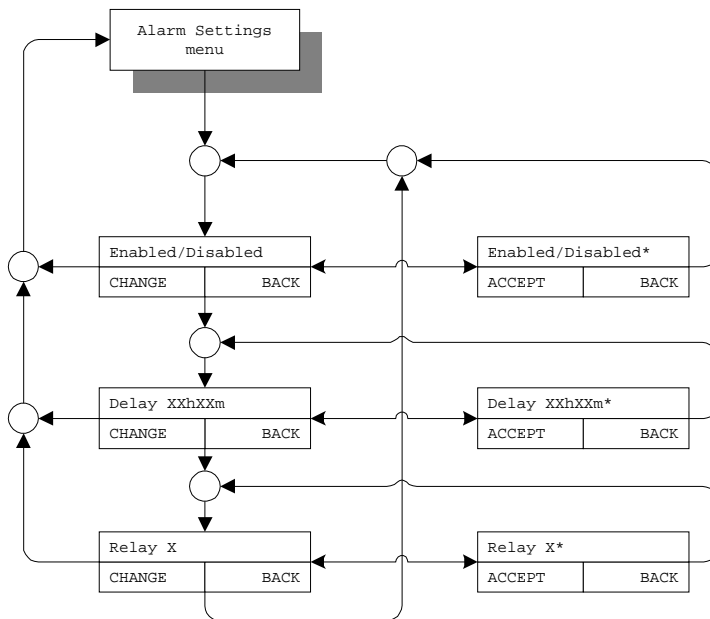 Alarm Settings
menu
Enabled/Disabled
CHANGE BACK
Enabled/Disabled*
ACCEPT BACK
Delay XXhXXm
CHANGE BACK
Delay XXhXXm*
ACCEPT BACK
Relay X
CHANGE BACK
Relay X*
ACCEPT BACK